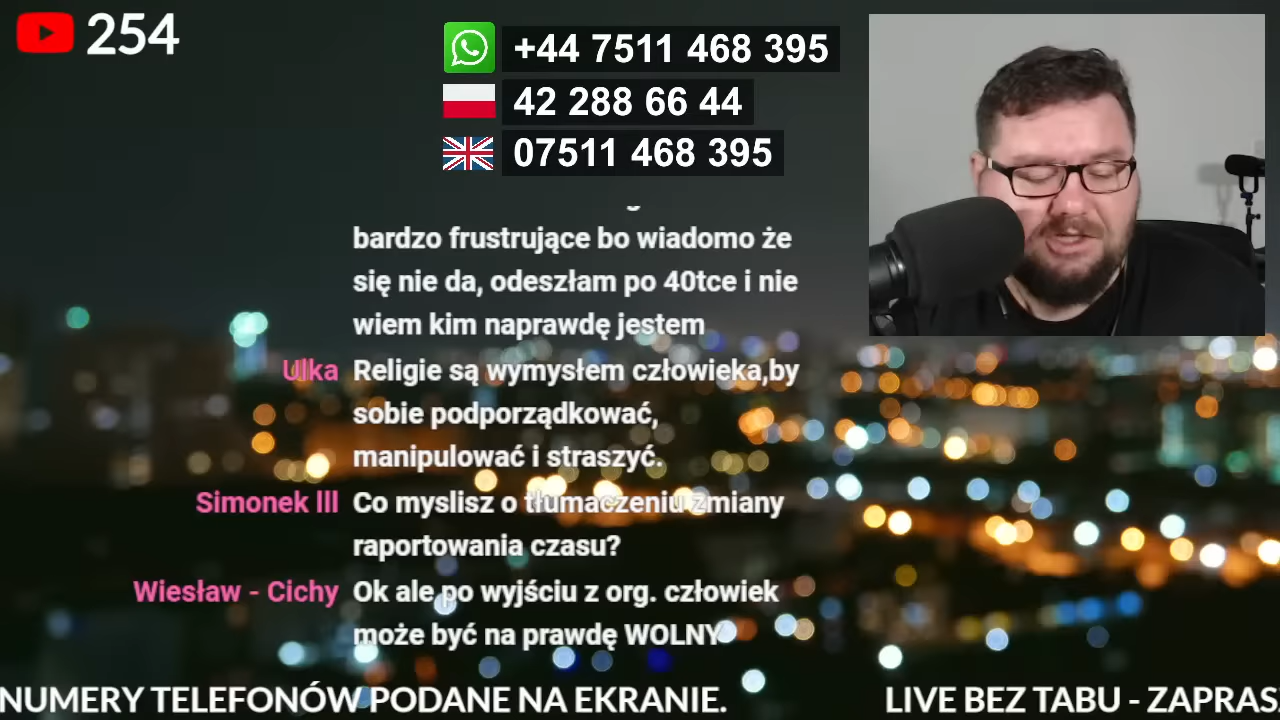 254
+44 7511 468 395
42 288 66 44
07511 468 395
bardzo frustrujące bo wiadomo że
się nie da, odeszłam po 40tce i nie
wiem kim naprawdę jestem
Ulka Religie są wymysłem człowieka,by
sobie podporządkować,
manipulować i straszyć.
Simonek lll Co myslisz o tłumaczeniu zmiany
raportowania czasu?
Wiesław - Cichy Ok ale po wyjściu z org. człowiek
może być na prawdę WOLNY
NUMERY TELEFONÓW PODANE NA EKRANIE. LIVE BEZ TABU - ZAPRAS